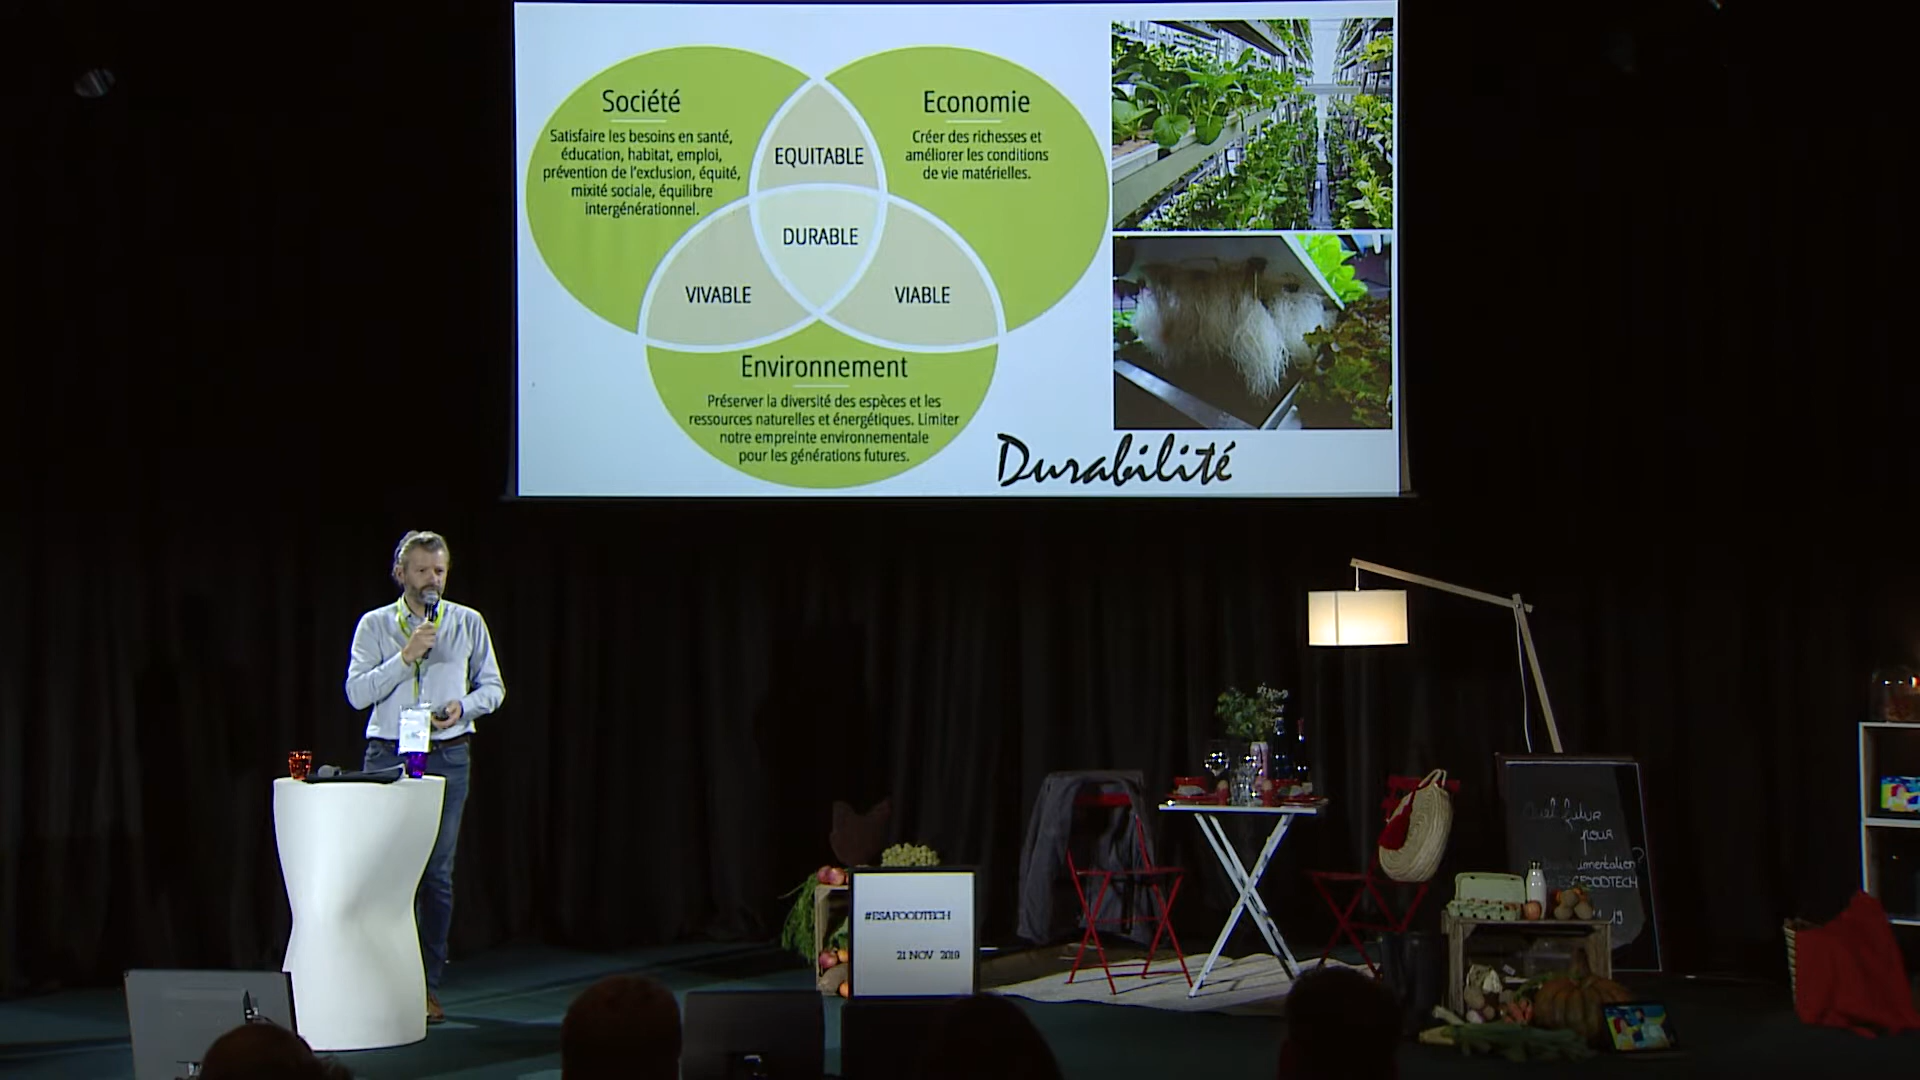 Société
Satisfaire les besoins en santé,
éducation, habitat, emploi,
prévention de l'exclusion, équité,
mixité sociale, équilibre
intergénérationnel.
Economie
Créer des richesses et
améliorer les conditions
de vie matérielles.
EQUITABLE
DURABLE
VIVABLE
VIABLE
Environnement
Préserver la diversité des espèces et les
ressources naturelles et énergétiques. Limiter
notre empreinte environnementale
pour les générations futures.
Durabilité
#ESAFOODTECH
21 NOV 2019
Quel futur
pour